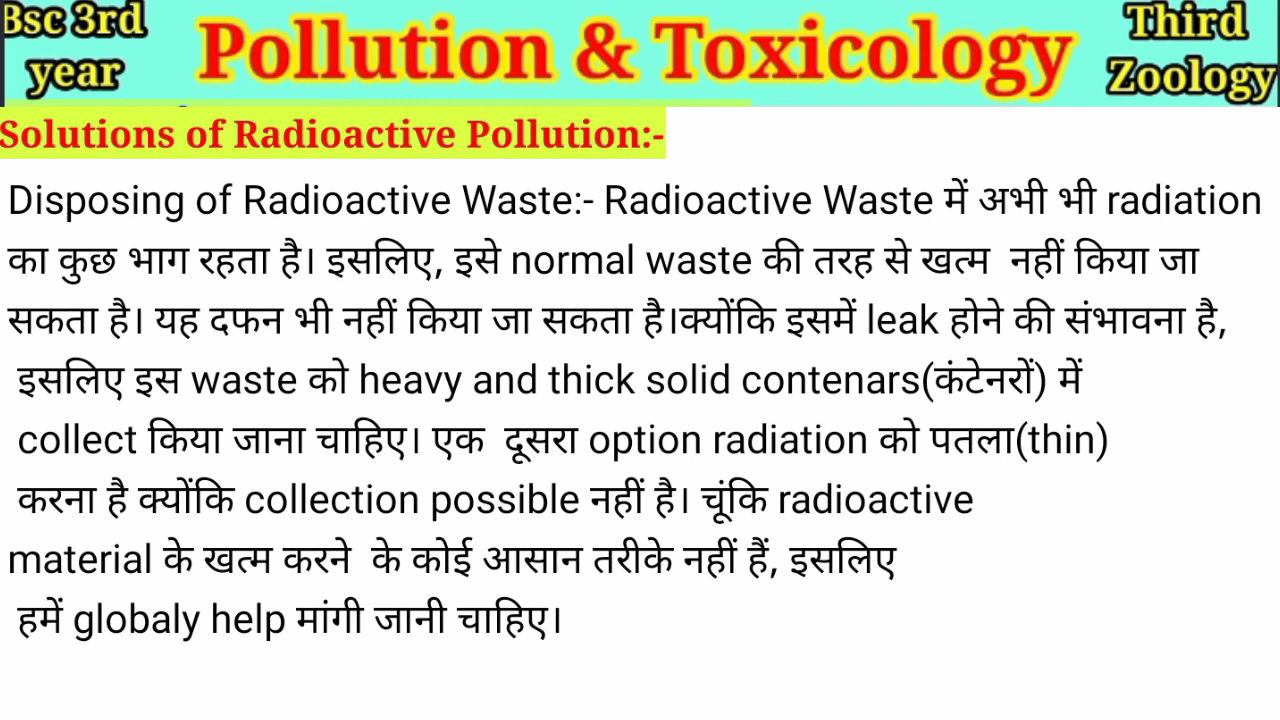 Bsc 3rd
year
Pollution & Toxicology
Third
Zoology
Solutions of Radioactive Pollution:-
Disposing of Radioactive Waste:- Radioactive Waste में अभी भी radiation
का कुछ भाग रहता है। इसलिए, इसे normal waste की तरह से खत्म नहीं किया जा
सकता है। यह दफन भी नहीं किया जा सकता है।क्योंकि इसमें leak होने की संभावना है,
इसलिए इस waste को heavy and thick solid contenars(कंटेनरों) में
collect किया जाना चाहिए। एक दूसरा option radiation को पतला(thin)
करना है क्योंकि collection possible नहीं है। चूंकि radioactive
material के खत्म करने के कोई आसान तरीके नहीं हैं, इसलिए
हमें globaly help मांगी जानी चाहिए।